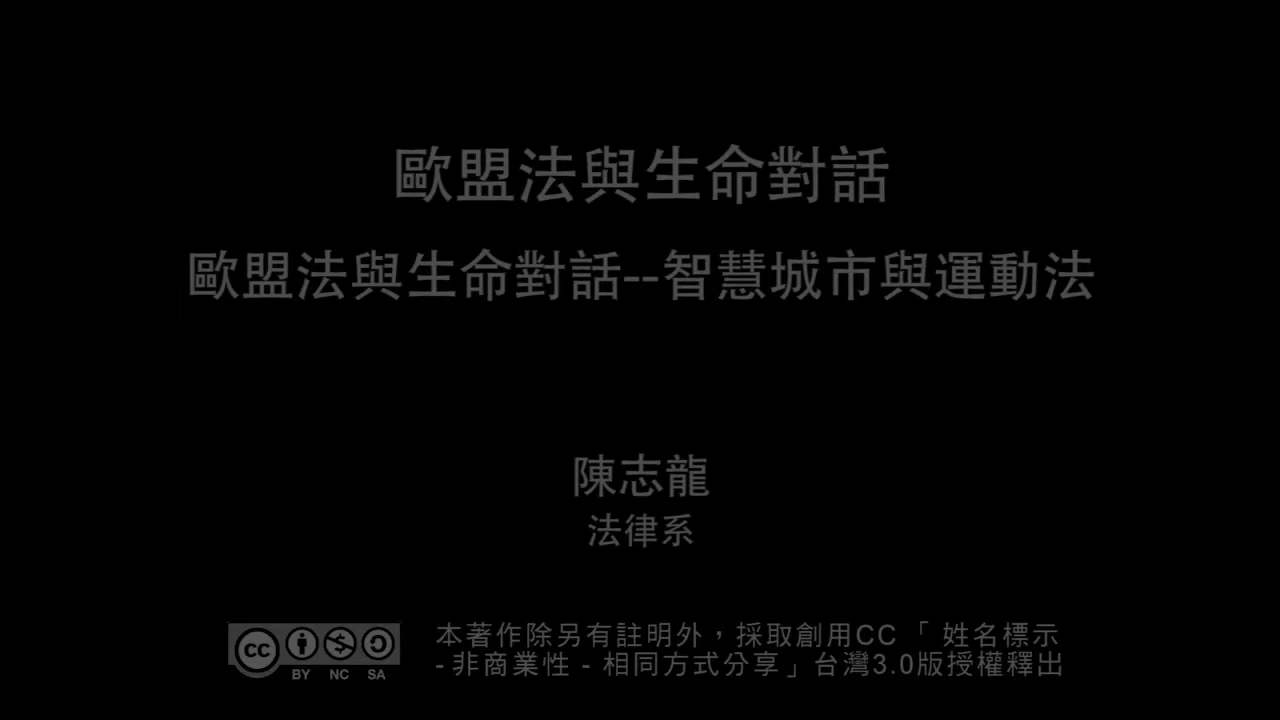 歐盟法與生命對話
歐盟法與生命對話--智慧城市與運動法
陳志龍
法律系
cc
BY NC SA
本著作除另有註明外，採取創用CC「 姓名標示
- 非商業性 - 相同方式分享」台灣3.0版授權釋出